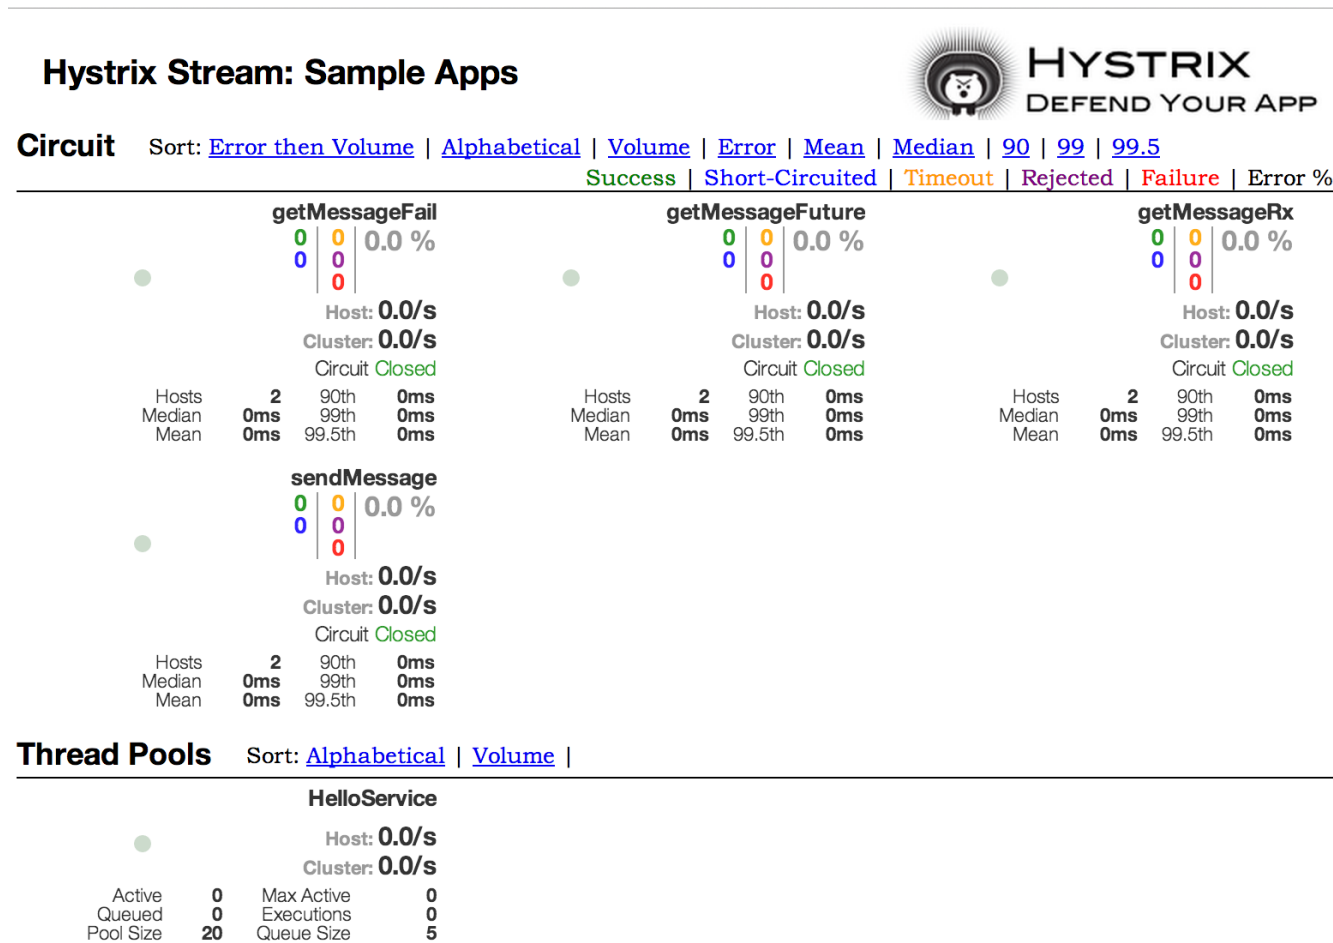 Hystrix Stream: Sample Apps
HYSTRIX
DEFEND YOUR APP
Circuit Sort: Error then Volume | Alphabetical | Volume | Error | Mean | Median | 90 | 99 | 99.5
Success | Short-Circuited | Timeout | Rejected | Failure | Error %
getMessageFail getMessageFuture getMessageRx
0 0 0.0 % 0 0 0.0 % 0 0 0.0 %
0 0 0 0 0 0
0 0 0
Host: 0.0/s Host: 0.0/s Host: 0.0/s
Cluster: 0.0/s Cluster: 0.0/s Cluster: 0.0/s
Circuit Closed Circuit Closed Circuit Closed
Hosts 2 90th 0ms Hosts 2 90th 0ms Hosts 2 90th 0ms
Median 0ms 99th 0ms Median 0ms 99th 0ms Median 0ms 99th 0ms
Mean 0ms 99.5th 0ms Mean 0ms 99.5th 0ms Mean 0ms 99.5th 0ms
sendMessage
0 0 0.0 %
0 0
0
Host: 0.0/s
Cluster: 0.0/s
Circuit Closed
Hosts 2 90th 0ms
Median 0ms 99th 0ms
Mean 0ms 99.5th 0ms
Thread Pools Sort: Alphabetical | Volume |
HelloService
Host: 0.0/s
Cluster: 0.0/s
Active 0 Max Active 0
Queued 0 Executions 0
Pool Size 20 Queue Size 5